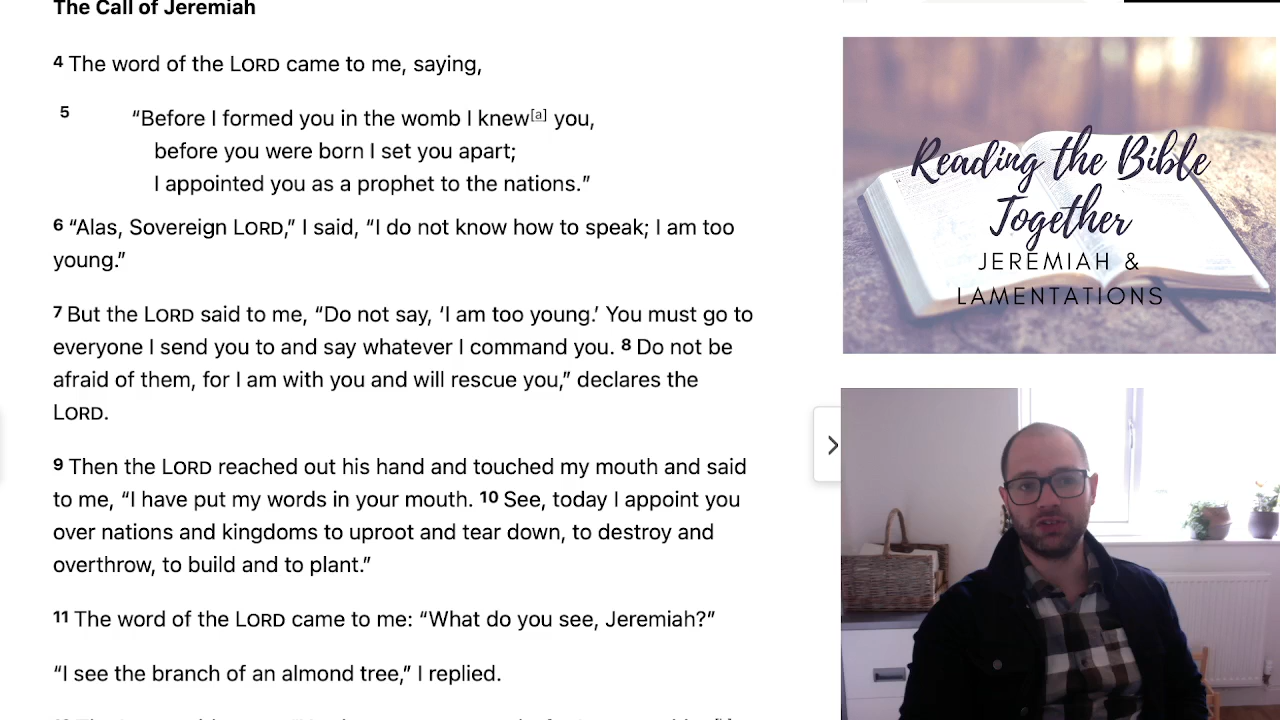 The Call of Jeremiah
4 The word of the LORD came to me, saying,
5 “Before I formed you in the womb I knew[a] you,
before you were born I set you apart;
I appointed you as a prophet to the nations.”
6 “Alas, Sovereign LORD,” I said, “I do not know how to speak; I am too
young.”
7 But the LORD said to me, “Do not say, ‘I am too young.’ You must go to
everyone I send you to and say whatever I command you. 8 Do not be
afraid of them, for I am with you and will rescue you,” declares the
LORD.
9 Then the LORD reached out his hand and touched my mouth and said
to me, “I have put my words in your mouth. 10 See, today I appoint you
over nations and kingdoms to uproot and tear down, to destroy and
overthrow, to build and to plant.”
11 The word of the LORD came to me: “What do you see, Jeremiah?”
“I see the branch of an almond tree,” I replied.
Reading the Bible
Together
JEREMIAH &
LAMENTATIONS